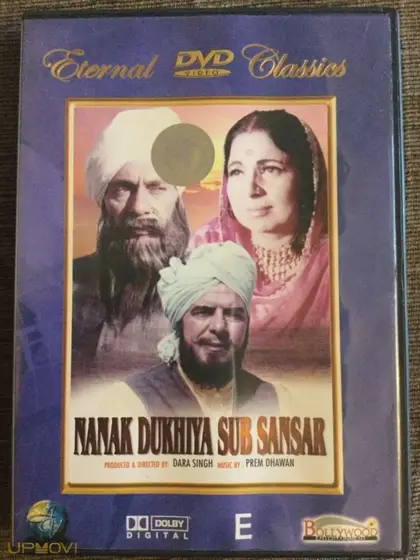 Eternal DVD VIDEO Classics
NANAK DUKHIYA SUB SANSAR
PRODUCED & DIRECTED BY: DARA SINGH MUSIC BY: PREM DHAWAN
DOLBY
DIGITAL
E
BOLLYWOOD
ENTERTAINMENT
UPMOVI